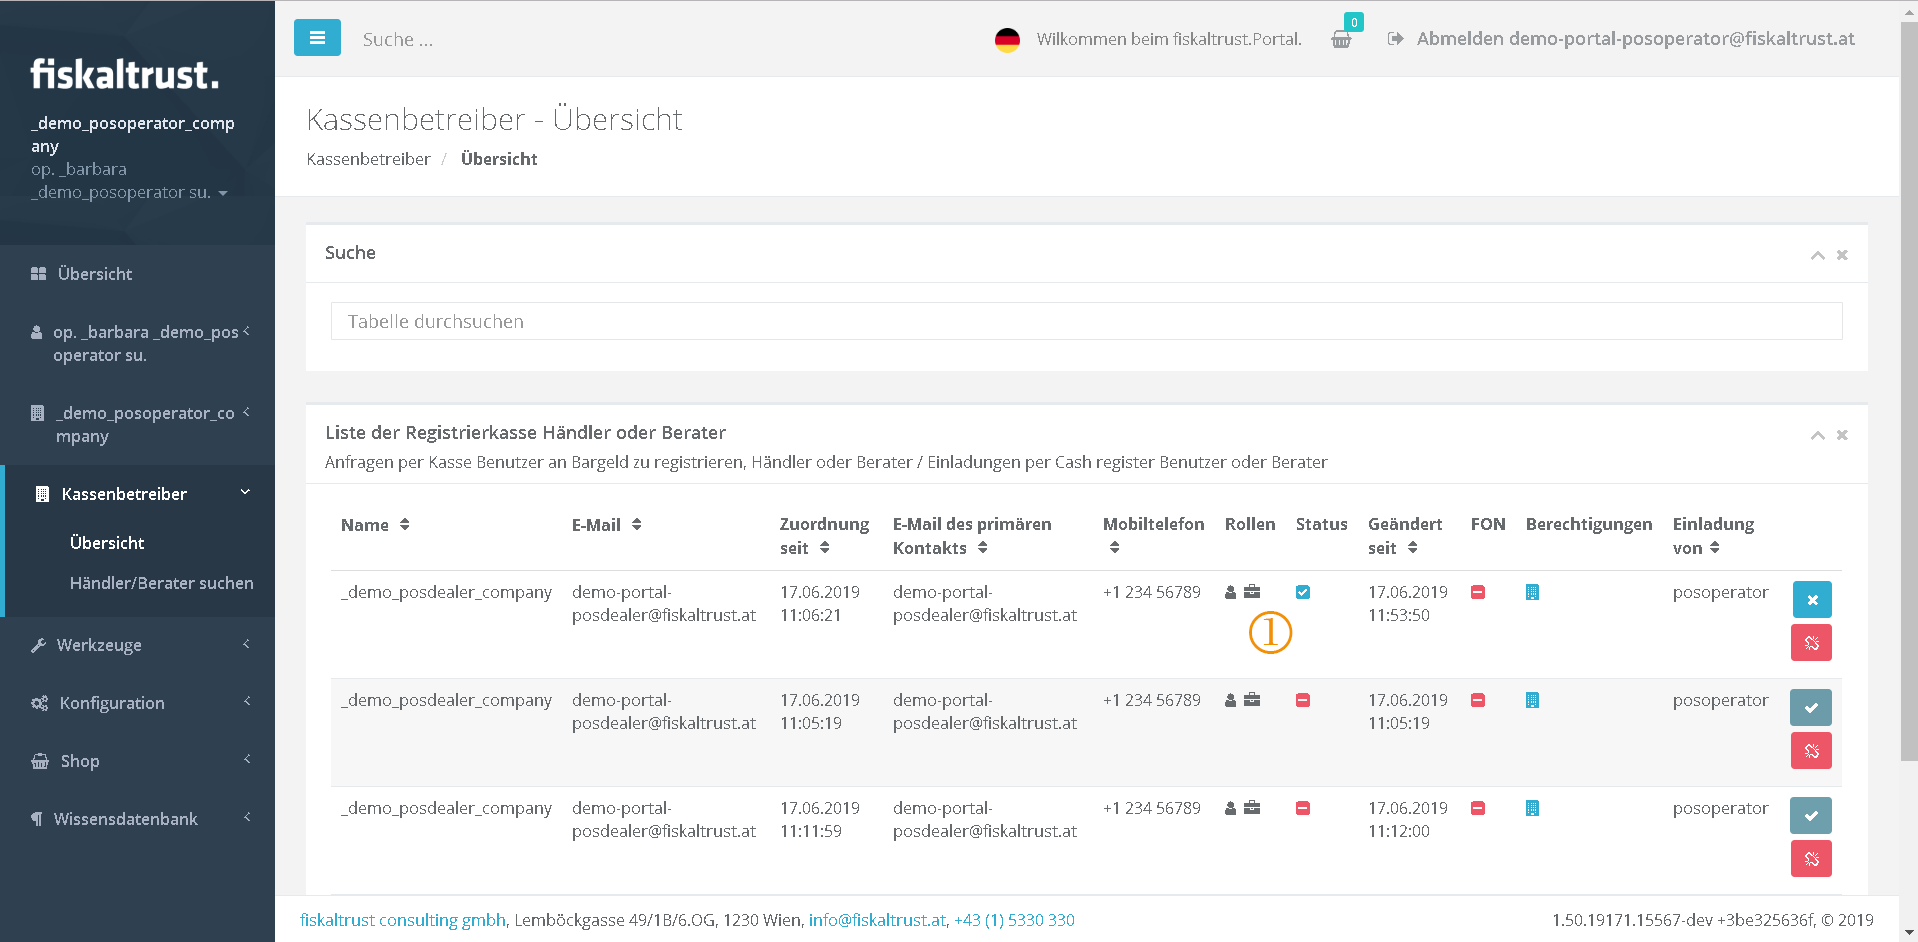 Suche ...
Wilkommen beim fiskaltrust.Portal.
0
Abmelden demo-portal-posoperator@fiskaltrust.at
fiskaltrust.
_demo_posoperator_comp
any
op. _barbara
_demo_posoperator su.
Übersicht
op. _barbara _demo_pos
operator su.
_demo_posoperator_co
mpany
Kassenbetreiber
Übersicht
Händler/Berater suchen
Werkzeuge
Konfiguration
Shop
Wissensdatenbank
Kassenbetreiber - Übersicht
Kassenbetreiber / Übersicht
Suche
Tabelle durchsuchen
Liste der Registrierkasse Händler oder Berater
Anfragen per Kasse Benutzer an Bargeld zu registrieren, Händler oder Berater / Einladungen per Cash register Benutzer oder Berater
Name E-Mail Zuordnung seit E-Mail des primären Kontakts Mobiltelefon Rollen Status Geändert seit FON Berechtigungen Einladung von
_demo_posdealer_company demo-portal- 17.06.2019 demo-portal- +1 234 56789 17.06.2019 posoperator
posdealer@fiskaltrust.at 11:06:21 posdealer@fiskaltrust.at 11:53:50
①
_demo_posdealer_company demo-portal- 17.06.2019 demo-portal- +1 234 56789 17.06.2019 posoperator
posdealer@fiskaltrust.at 11:05:19 posdealer@fiskaltrust.at 11:05:19
_demo_posdealer_company demo-portal- 17.06.2019 demo-portal- +1 234 56789 17.06.2019 posoperator
posdealer@fiskaltrust.at 11:11:59 posdealer@fiskaltrust.at 11:12:00
fiskaltrust consulting gmbh, Lemböckgasse 49/1B/6.OG, 1230 Wien, info@fiskaltrust.at, +43 (1) 5330 330
1.50.19171.15567-dev +3be325636f, © 2019